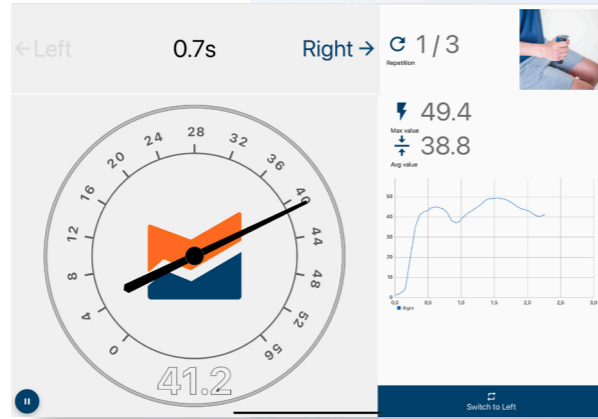 ←Left
0.7s
Right→
1/3
Repetition
49.4
Max value
38.8
Avg value
0
4
8
12
16
20
24
28
32
36
40
44
48
52
56
41.2
50
40
30
20
10
0
0,0 0,5 1,0 1,5 2,0 2,5 3,0
Right
Switch to Left